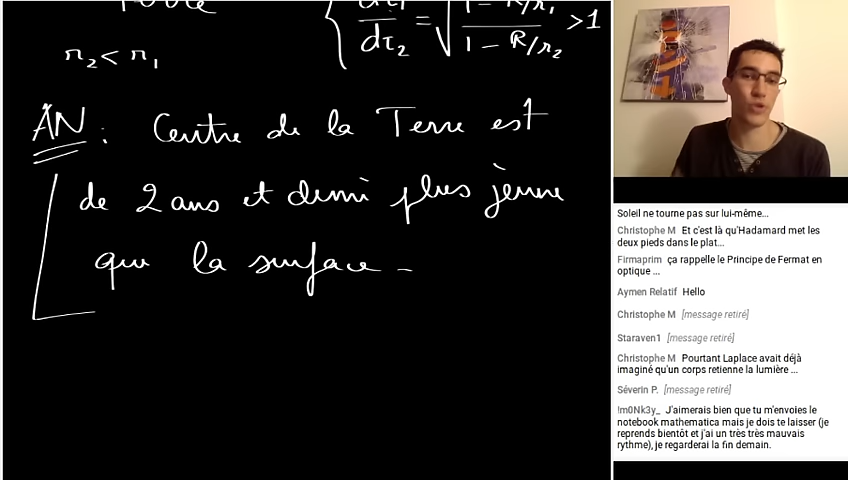 dτ₁/dτ₂ = √(1 - R/r₁ / 1 - R/r₂) > 1
r₂ < r₁
AN : Centre de la Terre est
de 2 ans et demi plus jeune
que la surface -
Soleil ne tourne pas sur lui-même...
Christophe M Et c'est là qu'Hadamard met les
deux pieds dans le plat...
Firmaprim ça rappelle le Principe de Fermat en
optique ...
Aymen Relatif Hello
Christophe M [message retiré]
Staraven1 [message retiré]
Christophe M Pourtant Laplace avait déjà
imaginé qu'un corps retienne la lumière ...
Séverin P. [message retiré]
!m0Nk3y_ J'aimerais bien que tu m'envoies le
notebook mathematica mais je dois te laisser (je
reprends bientôt et j'ai un très très mauvais
rythme), je regarderai la fin demain.